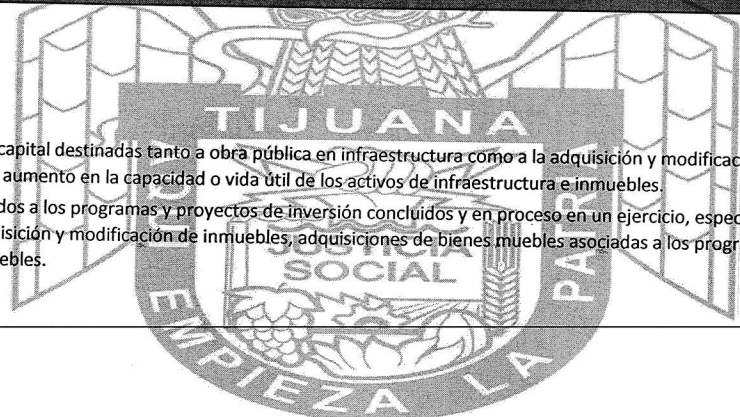 TIJUANA
capital destinadas tanto a obra pública en infraestructura como a la adquisición y modificac
aumento en la capacidad o vida útil de los activos de infraestructura e inmuebles.
dos a los programas y proyectos de inversión concluidos y en proceso en un ejercicio, espec
isición y modificación de inmuebles, adquisiciones de bienes muebles asociadas a los progr
ebles.
AQUI
JUSTICIA
SOCIAL
EMPIEZA LA PATRIA